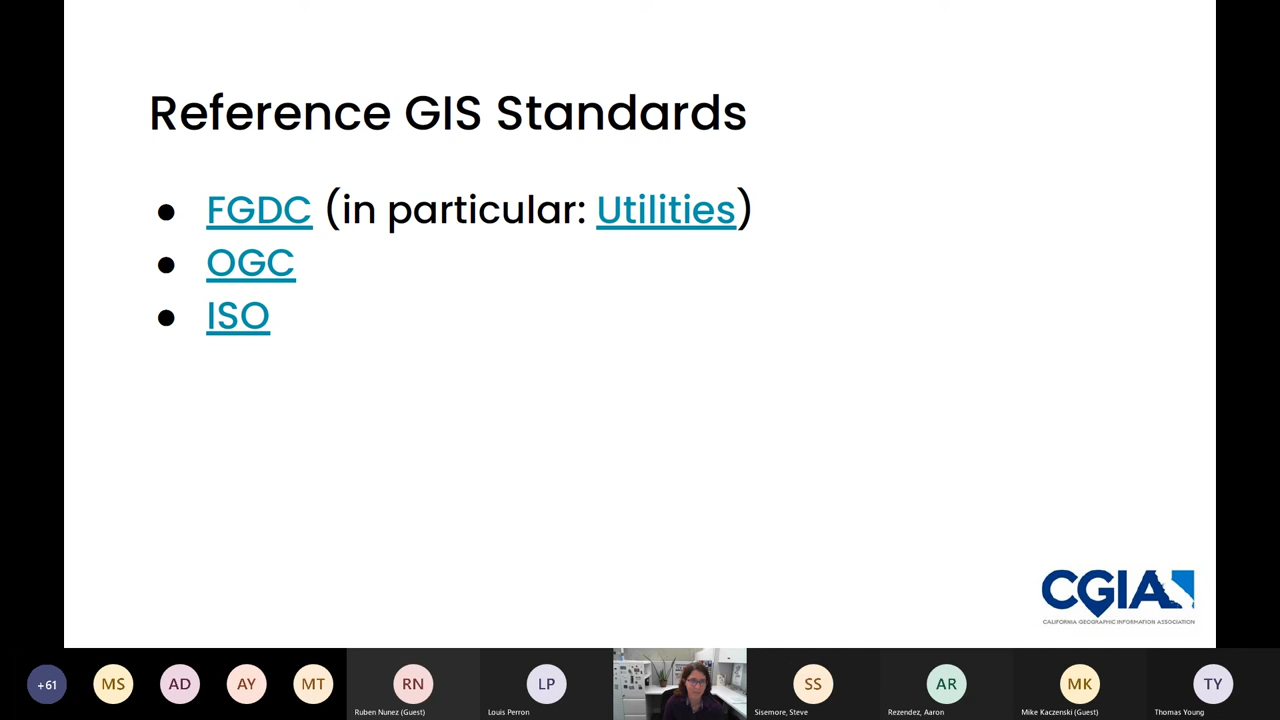 Reference GIS Standards
● FGDC (in particular: Utilities)
● OGC
● ISO
CGIA
CALIFORNIA GEOGRAPHIC INFORMATION ASSOCIATION
+61
MS
AD
AY
MT
RN
LP
SS
AR
MK
TY
Ruben Nunez (Guest)
Louis Perron
Sisemore, Steve
Rezendez, Aaron
Mike Kaczenski (Guest)
Thomas Young